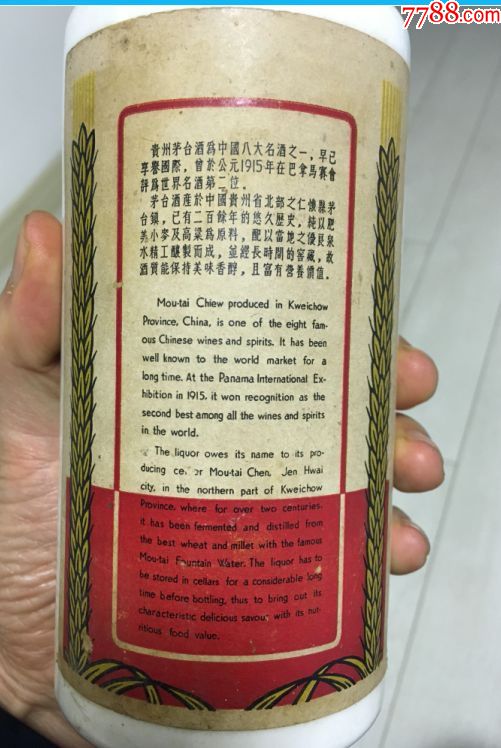 7788.com
貴州茅台酒爲中國八大名酒之一，早已
享譽國際，曾於公元1915年在巴拿馬賽會
評爲世界名酒第二位。
茅台酒產於中國貴州省北部之仁懷縣茅
台鎮，已有二百餘年的悠久歷史，純以肥
美小麥及高粱爲原料，配以當地之優良泉
水精工釀製而成，並經長時間的窖藏，故
酒質能保持美味香醇，且富有營養價值。
Mou-tai Chiew produced in Kweichow
Province, China, is one of the eight fam-
ous Chinese wines and spirits. It has been
well known to the world market for a
long time. At the Panama International Ex-
hibition in 1915, it won recognition as the
second best among all the wines and spirits
in the world.
The liquor owes its name to its pro-
ducing Mou-tai Chen, Jen Hwai
city, in the northern part of Kweichow
Province, where for over two centuries,
it has been fermented and distilled from
the best wheat and millet with the famous
Mou-tai Fountain Water. The liquor has to
be stored in cellars for a considerable long
time before bottling, thus to bring out its
characteristic delicious savour with its nut-
ritious food value.